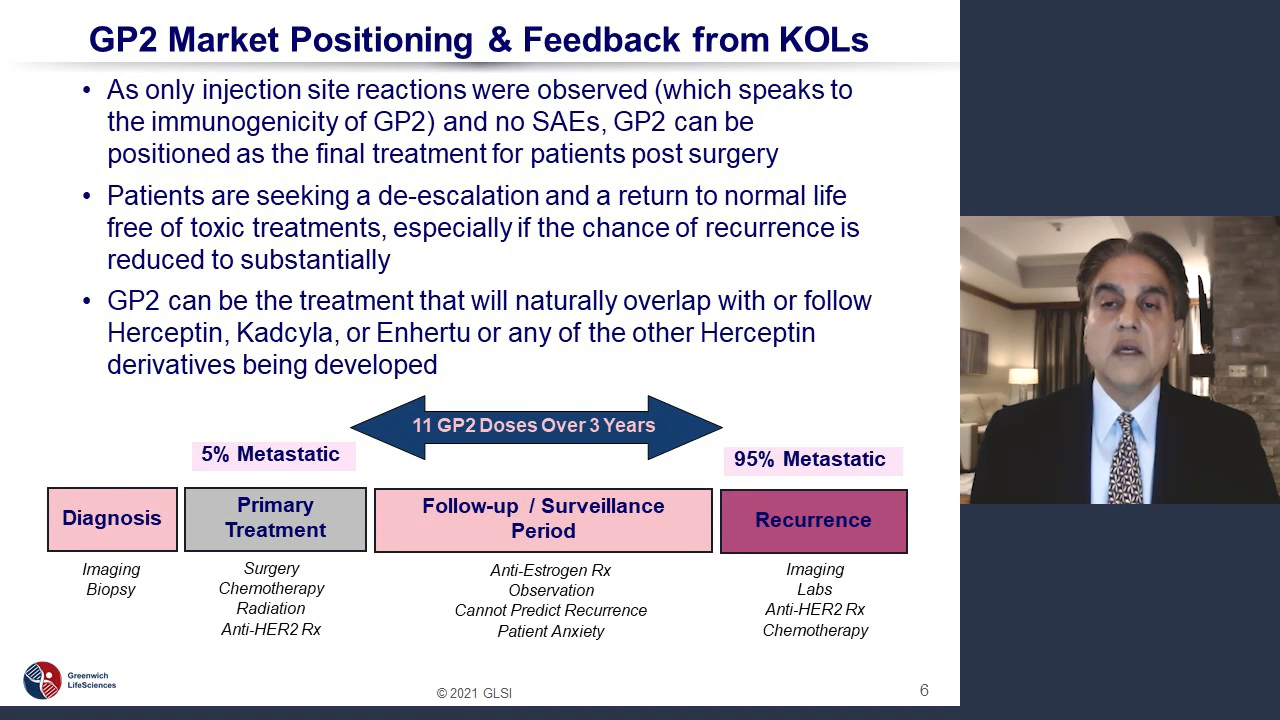 GP2 Market Positioning & Feedback from KOLs
• As only injection site reactions were observed (which speaks to
the immunogenicity of GP2) and no SAEs, GP2 can be
positioned as the final treatment for patients post surgery
• Patients are seeking a de-escalation and a return to normal life
free of toxic treatments, especially if the chance of recurrence is
reduced to substantially
• GP2 can be the treatment that will naturally overlap with or follow
Herceptin, Kadcyla, or Enhertu or any of the other Herceptin
derivatives being developed
11 GP2 Doses Over 3 Years
5% Metastatic
95% Metastatic
Diagnosis
Imaging
Biopsy
Primary
Treatment
Surgery
Chemotherapy
Radiation
Anti-HER2 Rx
Follow-up / Surveillance
Period
Anti-Estrogen Rx
Observation
Cannot Predict Recurrence
Patient Anxiety
Recurrence
Imaging
Labs
Anti-HER2 Rx
Chemotherapy
Greenwich
LifeSciences
© 2021 GLSI
6